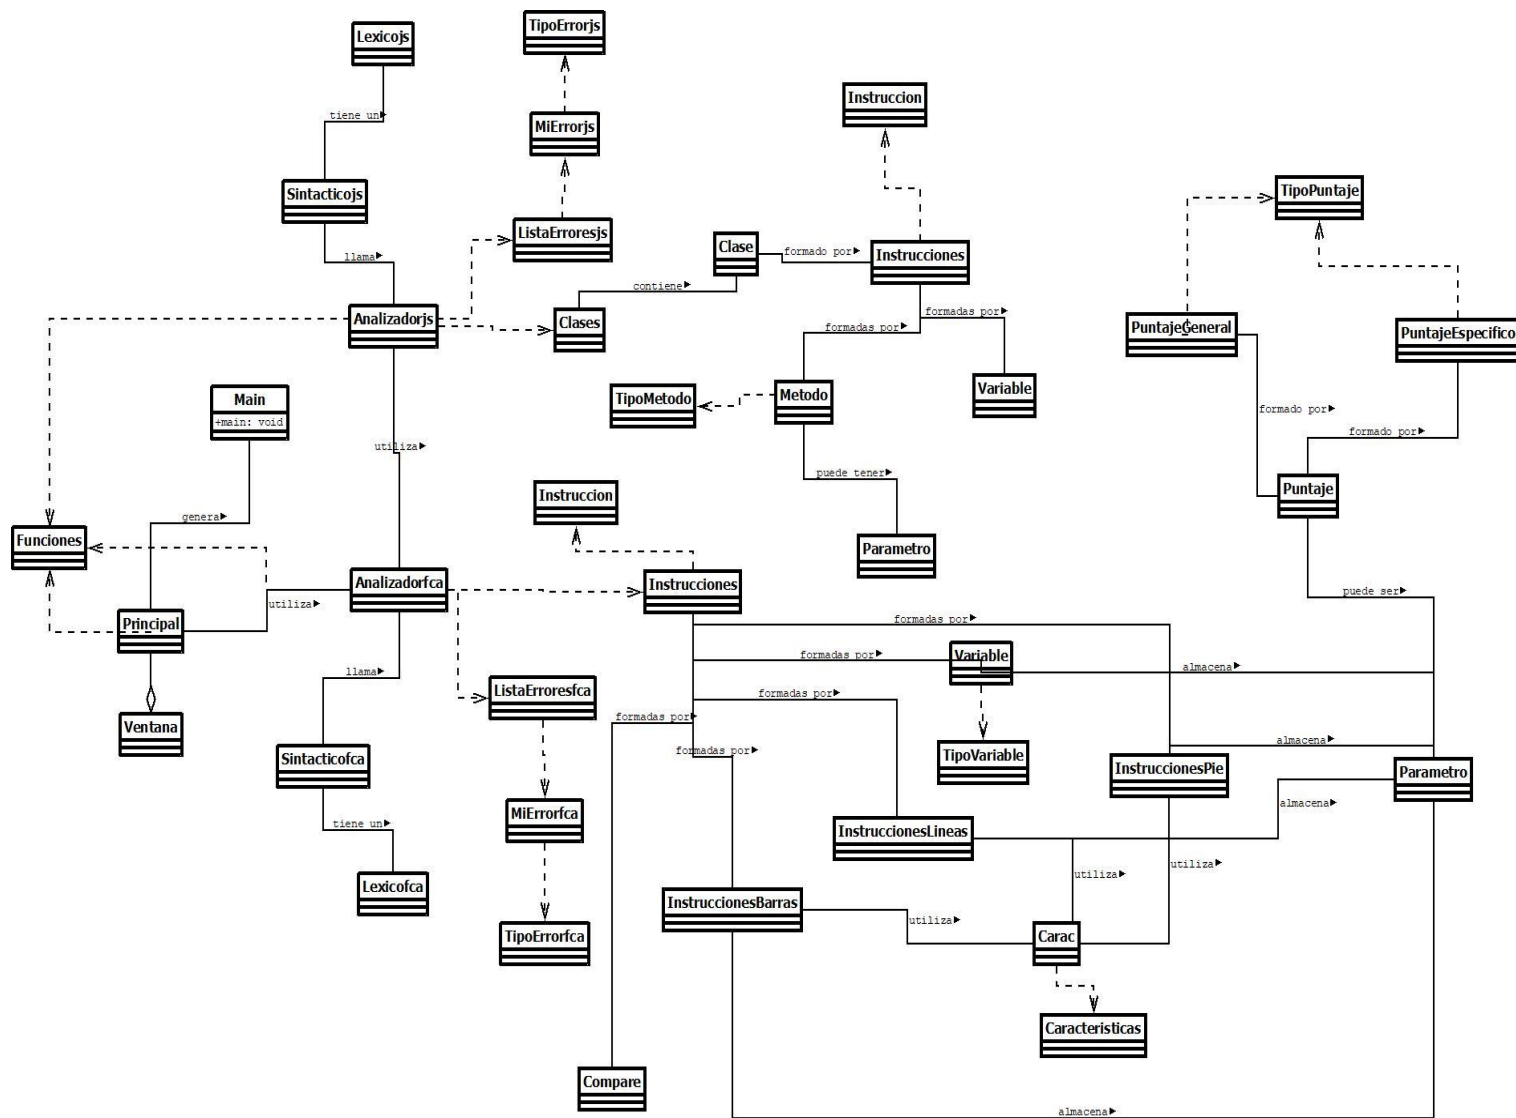 Lexicojs
TipoErrorjs
Instruccion
tiene un
MiErrorjs
Sintacticojs
TipoPuntaje
ListaErroresjs
Clase
formado por
Instrucciones
llama
contiene
Analizadorjs
Clases
formadas por
formadas por
PuntajeGeneral
PuntajeEspecifico
Main
+main: void
TipoMetodo
Metodo
Variable
formado por
formado por
utiliza
puede tener
Puntaje
Instruccion
genera
Funciones
Parametro
Analizadorfca
Instrucciones
puede ser
utiliza
Principal
formadas por
Variable
formadas por
almacena
llama
ListaErroresfca
formadas por
Ventana
formadas por
Sintacticofca
formadas por
TipoVariable
almacena
InstruccionesPie
Parametro
MiErrorfca
almacena
tiene un
InstruccionesLineas
utiliza
utiliza
Lexicofca
InstruccionesBarras
utiliza
TipoErrorfca
Carac
Caracteristicas
Compare
almacena